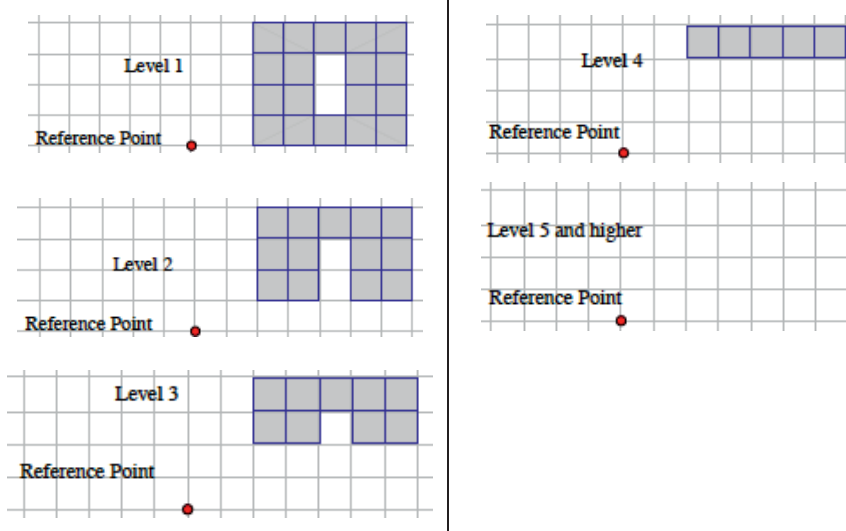 Level 1
Reference Point
Level 2
Reference Point
Level 3
Reference Point
Level 4
Reference Point
Level 5 and higher
Reference Point